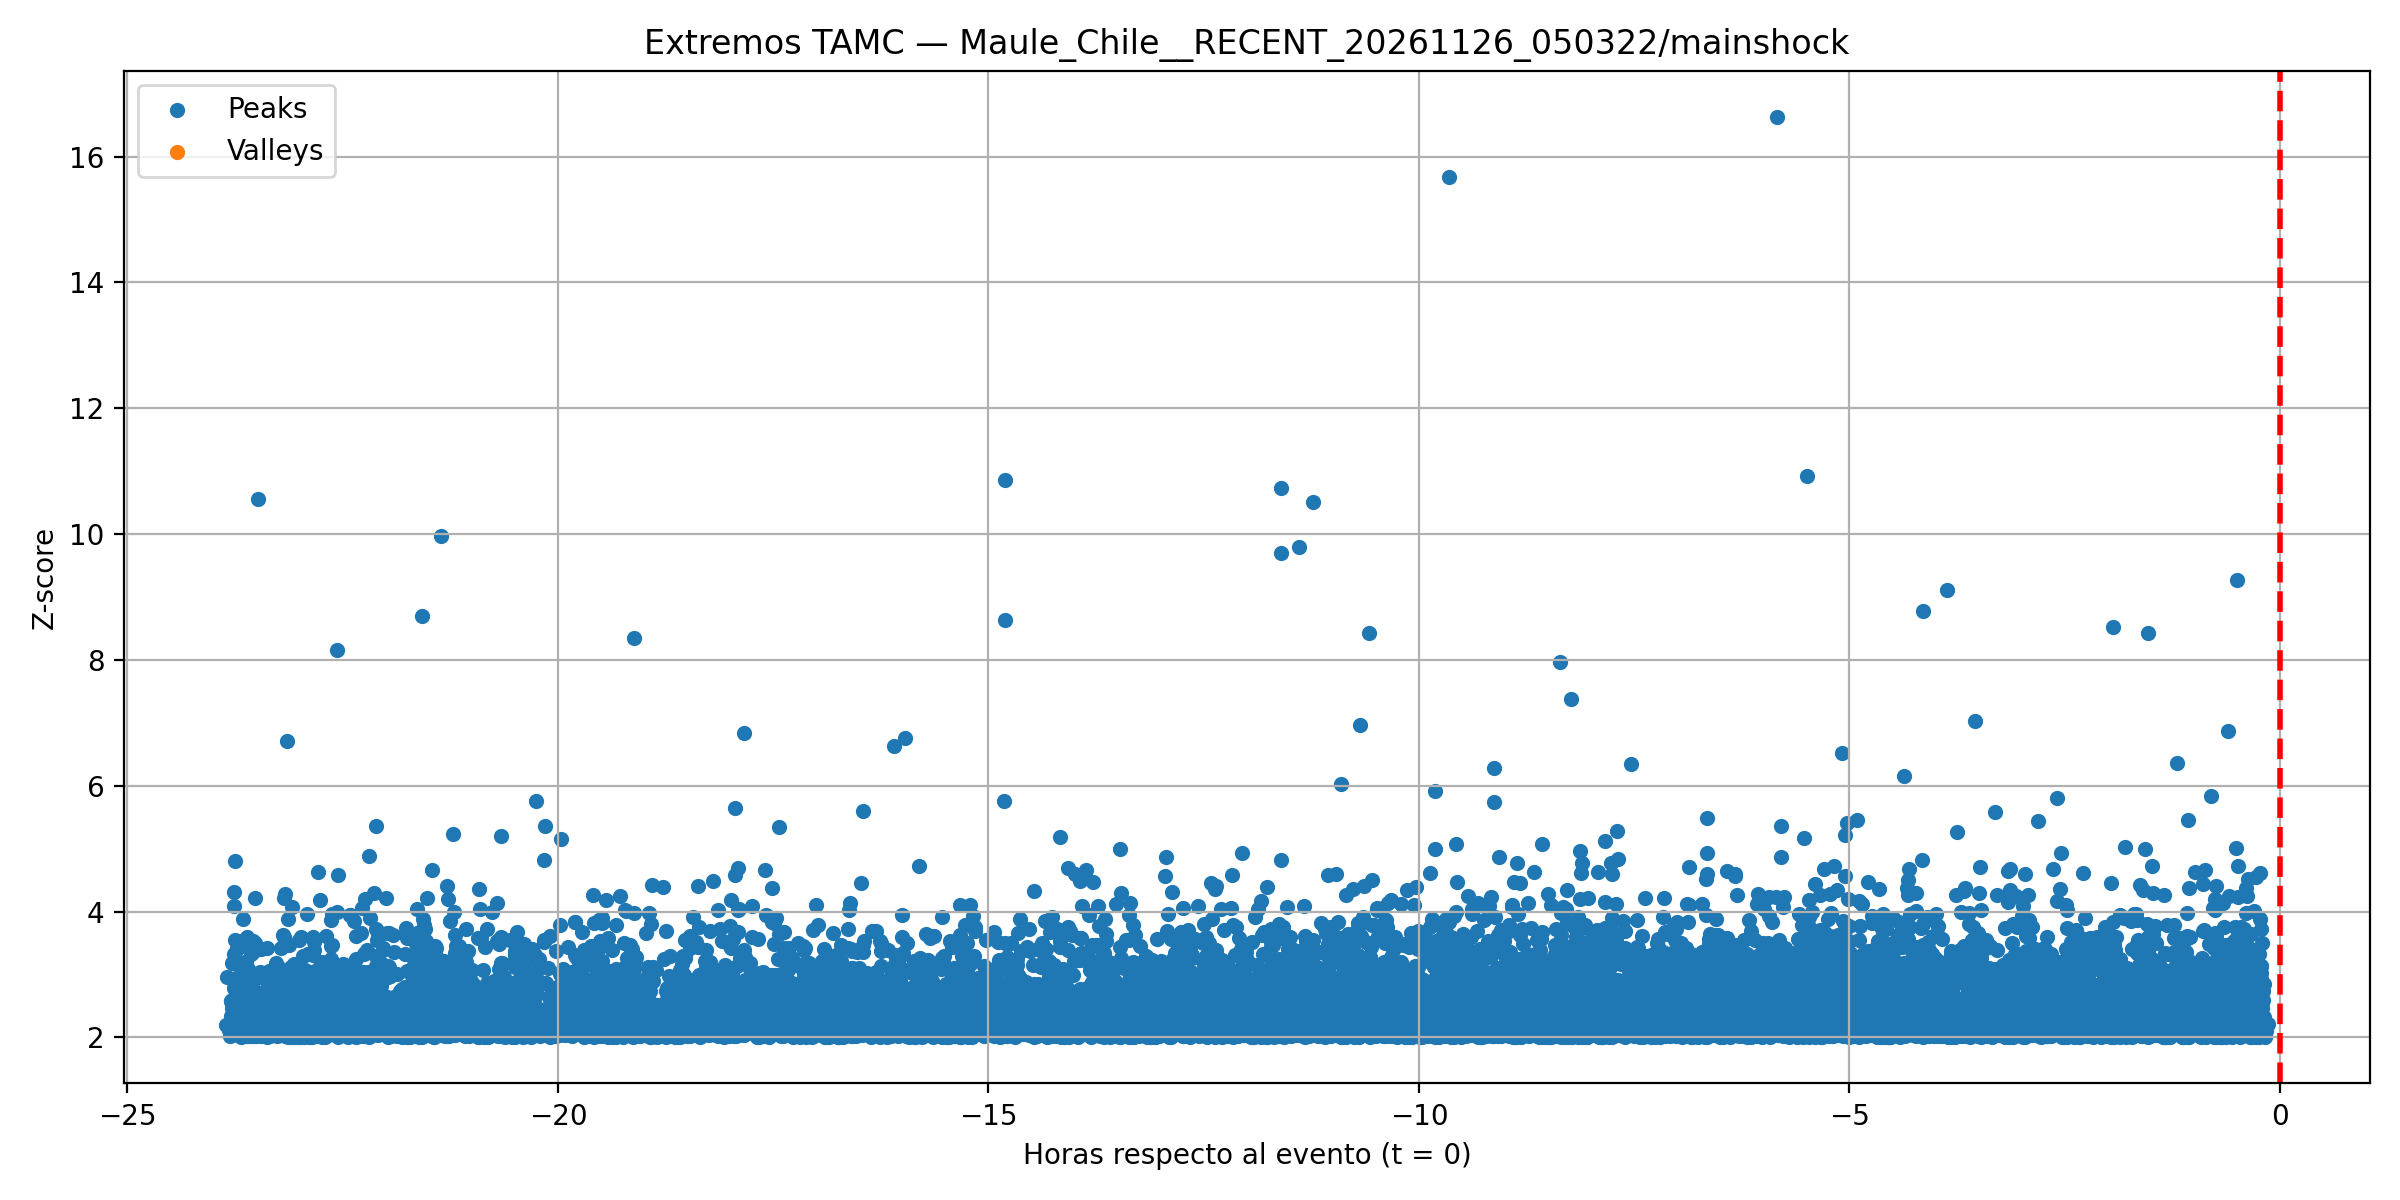 Extremos TAMC — Maule_Chile__RECENT_20261126_050322/mainshock
Peaks
Valleys
16
14
12
10
8
6
4
2
Z-score
−25
−20
−15
−10
−5
0
Horas respecto al evento (t = 0)